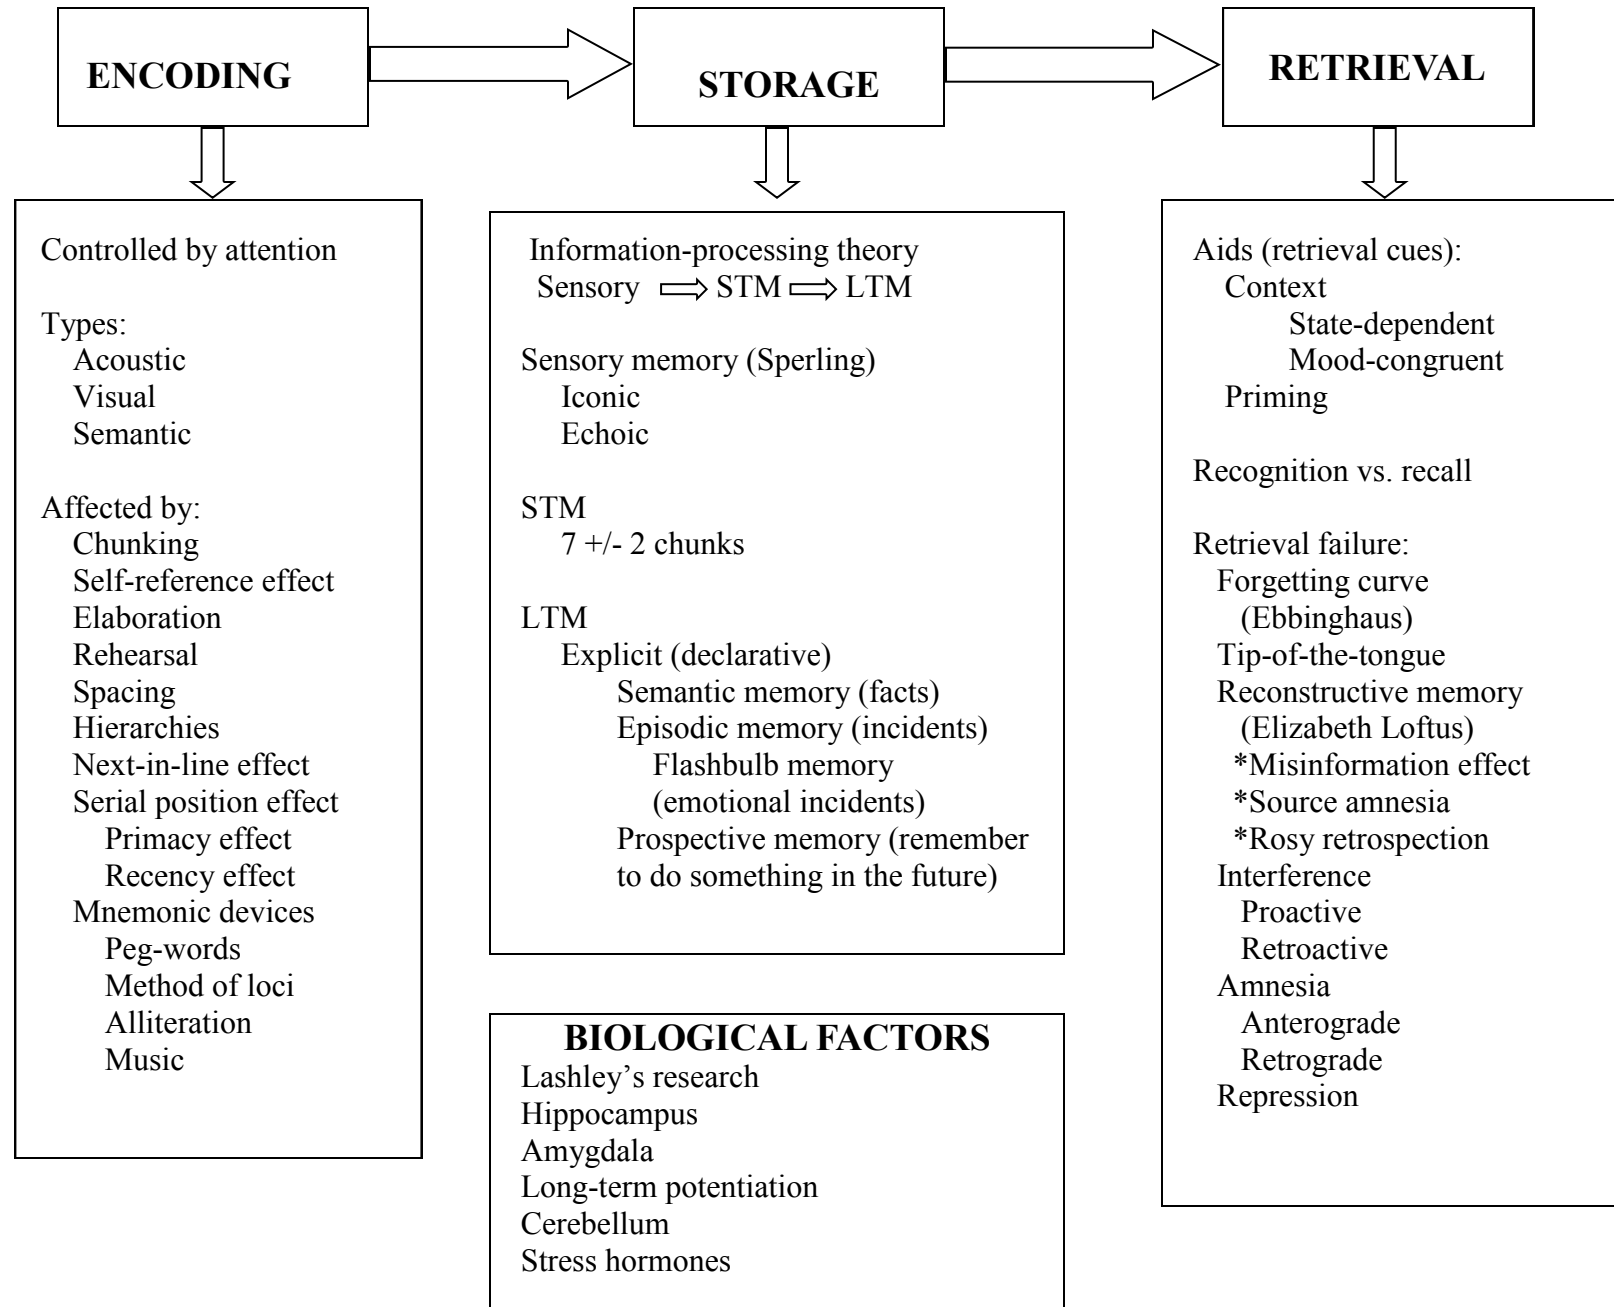 ENCODING
STORAGE
RETRIEVAL
Controlled by attention
Types:
Acoustic
Visual
Semantic
Affected by:
Chunking
Self-reference effect
Elaboration
Rehearsal
Spacing
Hierarchies
Next-in-line effect
Serial position effect
Primacy effect
Recency effect
Mnemonic devices
Peg-words
Method of loci
Alliteration
Music
Information-processing theory
Sensory STM LTM
Sensory memory (Sperling)
Iconic
Echoic
STM
7 +/- 2 chunks
LTM
Explicit (declarative)
Semantic memory (facts)
Episodic memory (incidents)
Flashbulb memory
(emotional incidents)
Prospective memory (remember
to do something in the future)
BIOLOGICAL FACTORS
Lashley’s research
Hippocampus
Amygdala
Long-term potentiation
Cerebellum
Stress hormones
Aids (retrieval cues):
Context
State-dependent
Mood-congruent
Priming
Recognition vs. recall
Retrieval failure:
Forgetting curve
(Ebbinghaus)
Tip-of-the-tongue
Reconstructive memory
(Elizabeth Loftus)
*Misinformation effect
*Source amnesia
*Rosy retrospection
Interference
Proactive
Retroactive
Amnesia
Anterograde
Retrograde
Repression